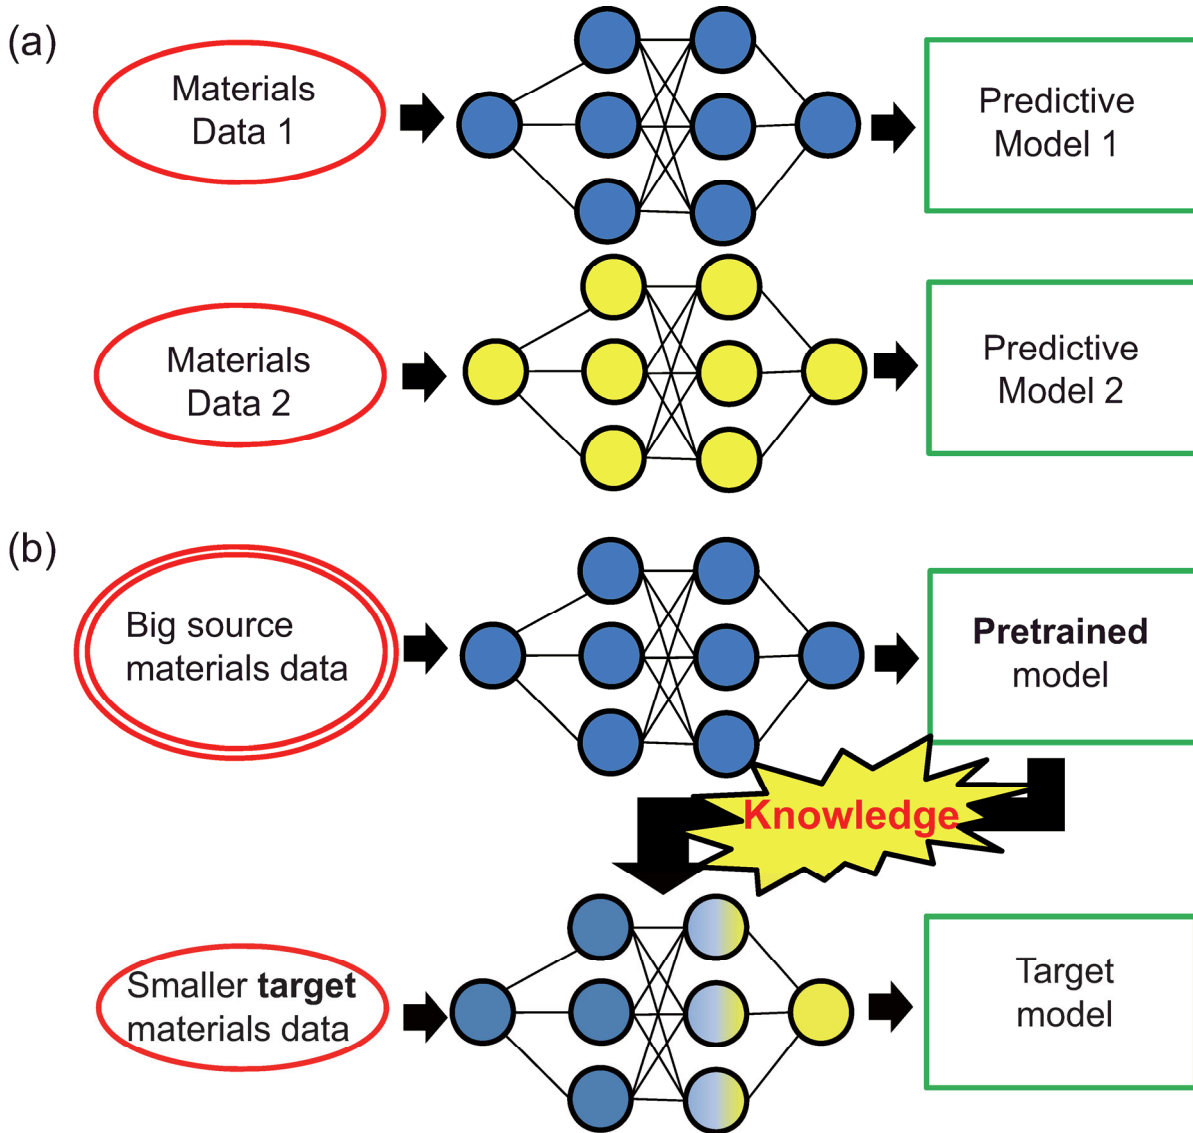 (a)
Materials
Data 1
Predictive
Model 1
Materials
Data 2
Predictive
Model 2
(b)
Big source
materials data
Pretrained
model
Knowledge
Smaller target
materials data
Target
model